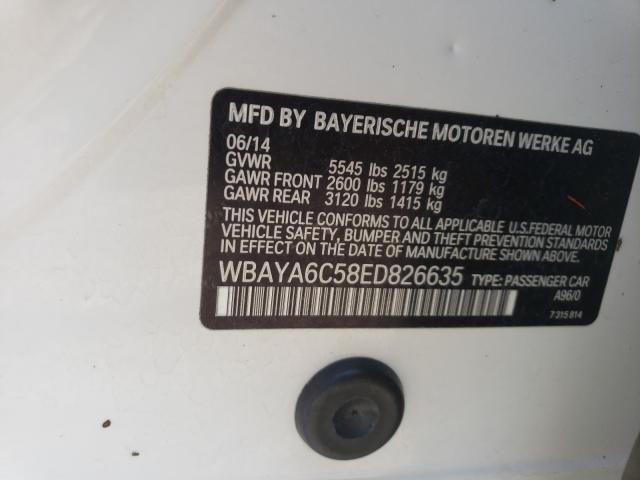 MFD BY BAYERISCHE MOTOREN WERKE AG
06/14
GVWR 5545 lbs 2515 kg
GAWR FRONT 2600 lbs 1179 kg
GAWR REAR 3120 lbs 1415 kg
THIS VEHICLE CONFORMS TO ALL APPLICABLE U.S.FEDERAL MOTOR
VEHICLE SAFETY, BUMPER AND THEFT PREVENTION STANDARDS
IN EFFECT ON THE DATE OF MANUFACTURE SHOWN ABOVE.
WBAYA6C58ED826635 TYPE: PASSENGER CAR
A96/0
7 315 814